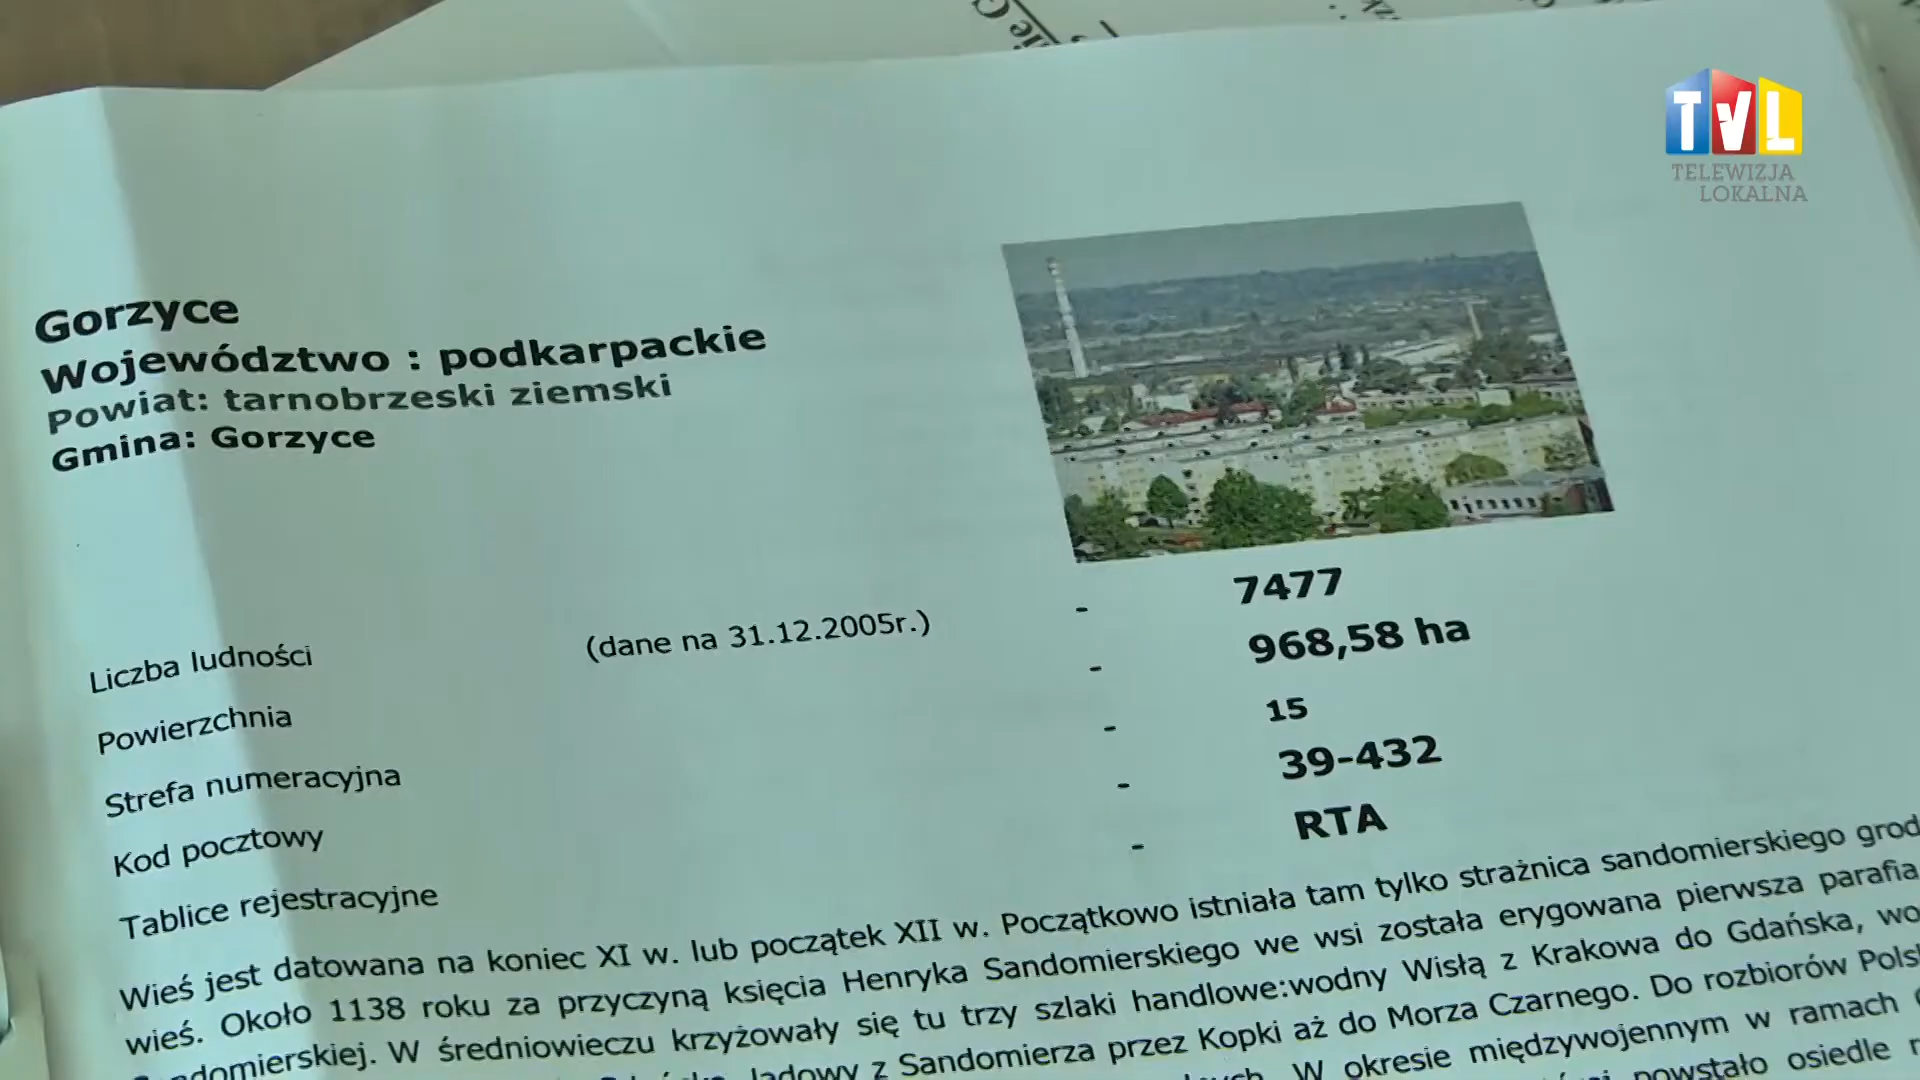 TVL
TELEWIZJA
LOKALNA
Gorzyce
Województwo : podkarpackie
Powiat: tarnobrzeski ziemski
Gmina: Gorzyce
Liczba ludności (dane na 31.12.2005r.) - 7477
Powierzchnia - 968,58 ha
Strefa numeracyjna - 15
Kod pocztowy - 39-432
Tablice rejestracyjne - RTA
Wieś jest datowana na koniec XI w. lub początek XII w. Początkowo istniała tam tylko strażnica sandomierskiego
wieś. Około 1138 roku za przyczyną księcia Henryka Sandomierskiego we wsi została erygowana pierwsza parafia
W średniowieczu krzyżowały się tu trzy szlaki handlowe:wodny Wisłą z Krakowa do Gdańska,
lądowy z Sandomierza przez Kopki aż do Morza Czarnego. Do rozbiorów
W okresie międzywojennym w ramach
powstało osiedle